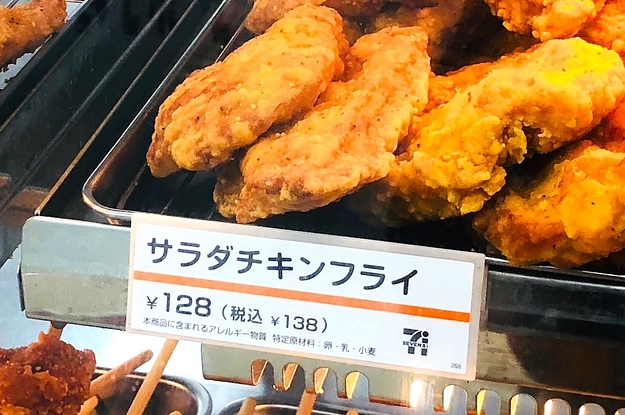 サラダチキンフライ
¥128 (税込 ¥138)
本商品に含まれるアレルギー物質 特定原材料:卵・乳・小麦
268